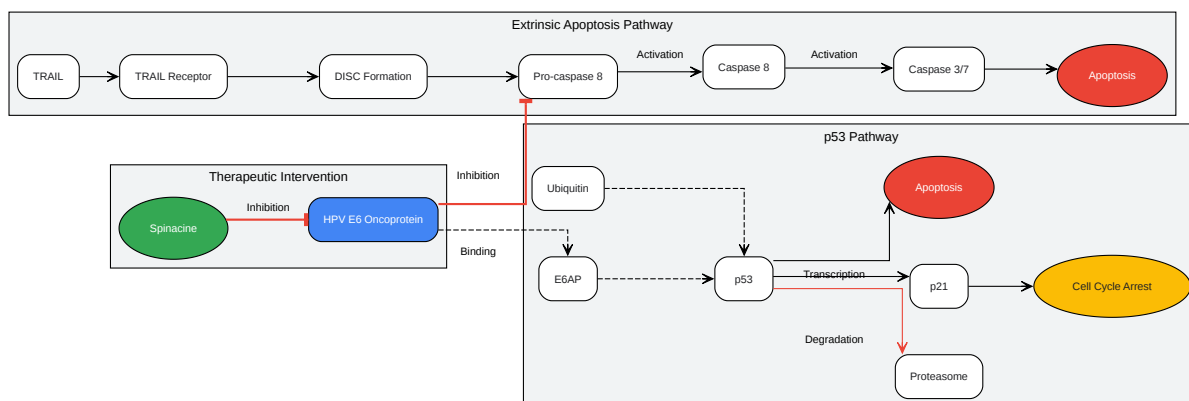 Extrinsic Apoptosis Pathway
TRAIL
TRAIL Receptor
DISC Formation
Pro-caspase 8
Activation
Caspase 8
Activation
Caspase 3/7
Apoptosis
p53 Pathway
Therapeutic Intervention
Spinacine
Inhibition
HPV E6 Oncoprotein
Inhibition
Binding
Ubiquitin
E6AP
p53
Apoptosis
Transcription
p21
Cell Cycle Arrest
Degradation
Proteasome